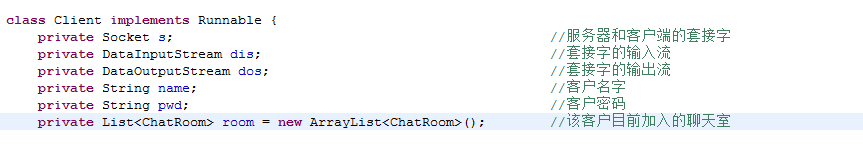 class Client implements Runnable {
    private Socket s;    //服务器和客户端的套接字
    private DataInputStream dis;    //套接字的输入流
    private DataOutputStream dos;    //套接字的输出流
    private String name;    //客户名字
    private String pwd;    //客户密码
    private List<ChatRoom> room = new ArrayList<ChatRoom>();    //该客户目前加入的聊天室